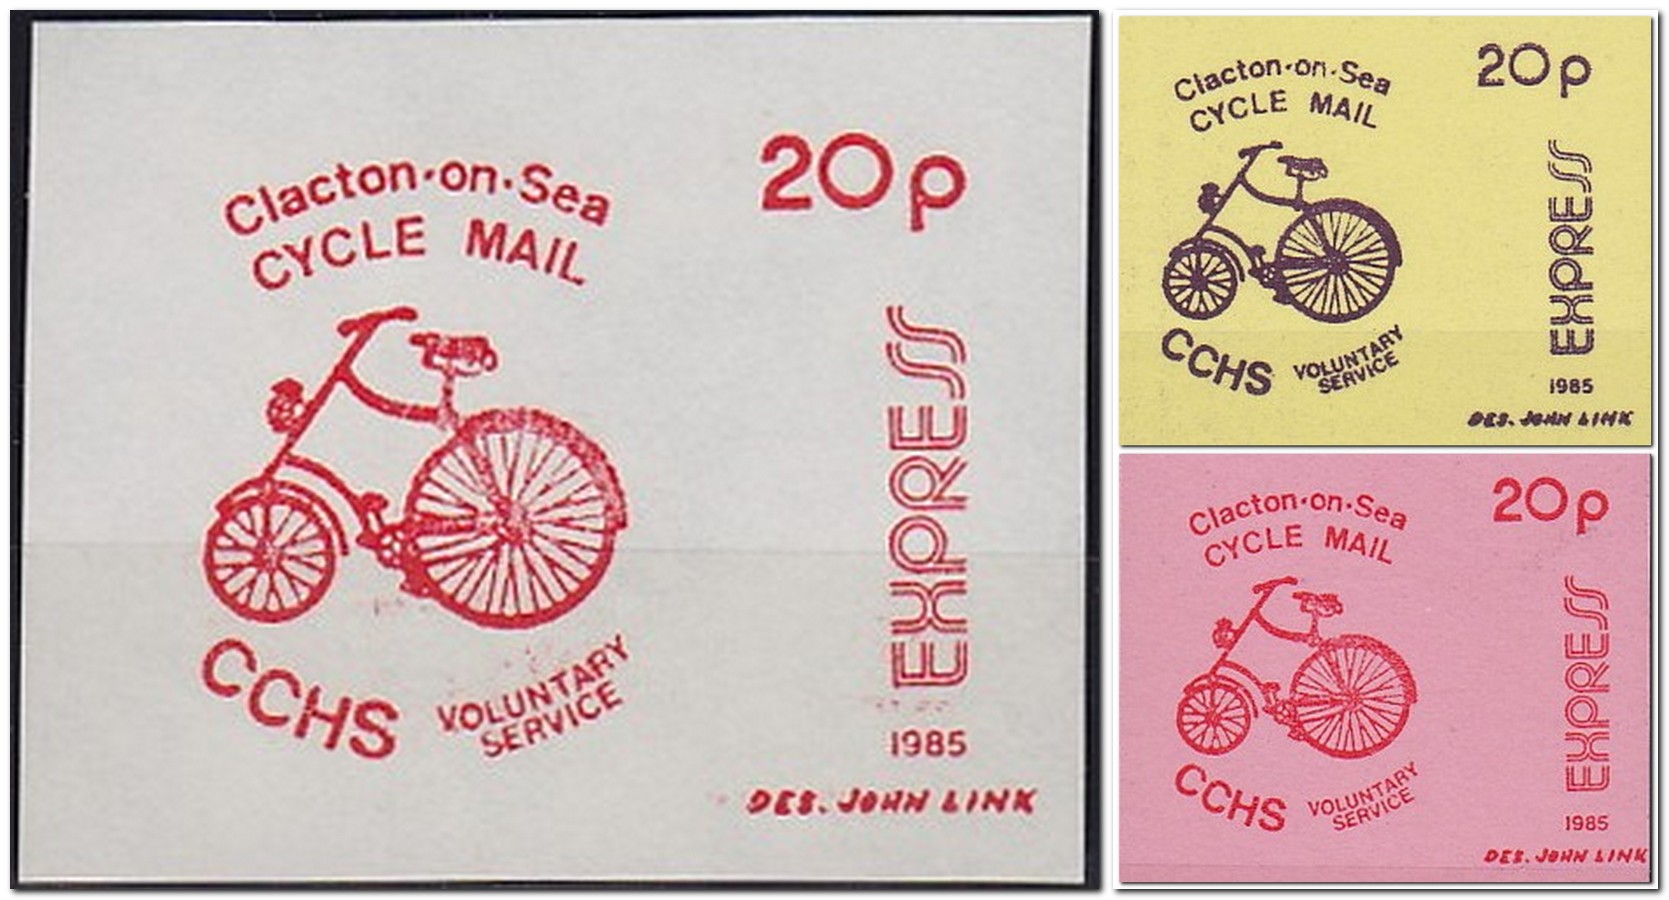 Clacton·on·Sea
CYCLE MAIL
20p
EXPRESS
CCHS
VOLUNTARY
SERVICE
1985
DES. JOHN LINK
Clacton·on·Sea
CYCLE MAIL
20p
EXPRESS
CCHS
VOLUNTARY
SERVICE
1985
DES. JOHN LINK
Clacton·on·Sea
CYCLE MAIL
20p
EXPRESS
CCHS
VOLUNTARY
SERVICE
1985
DES. JOHN LINK